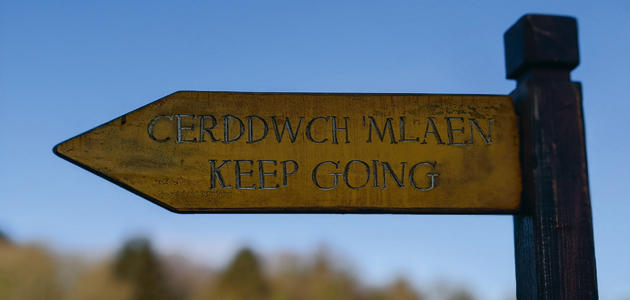 CERDDWCH 'MLAEN
KEEP GOING